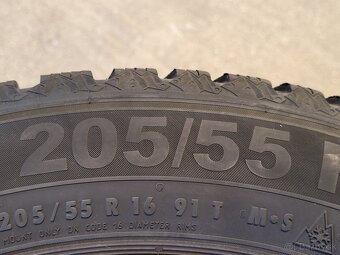 205/55 R
205/55 R 16 91 T M•S
MOUNT ONLY ON CODE 16 DIAMETER RIMS